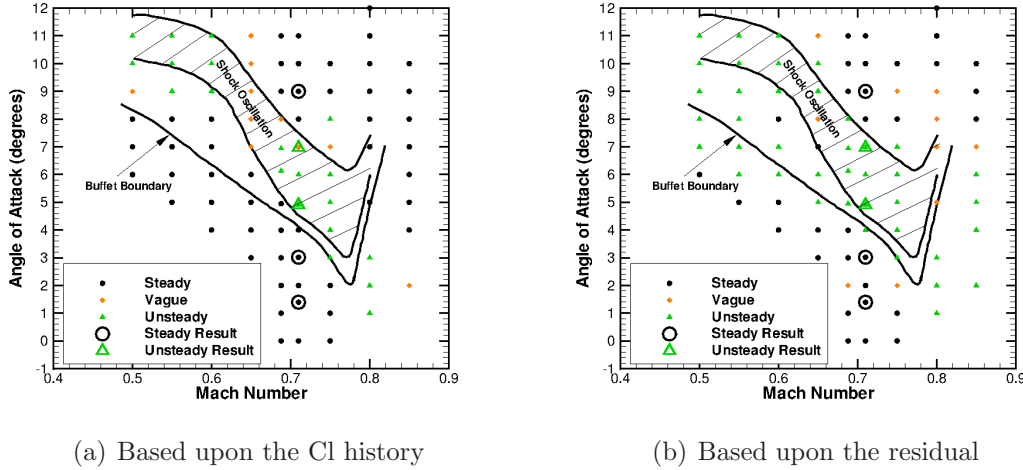 12
11
10
9
8
7
6
5
4
3
2
1
0
-1
0.4
0.5
0.6
0.7
0.8
0.9
Angle of Attack (degrees)
Mach Number
Shock Oscillation
Buffet Boundary
Steady
Vague
Unsteady
Steady Result
Unsteady Result
(a) Based upon the Cl history
12
11
10
9
8
7
6
5
4
3
2
1
0
-1
0.4
0.5
0.6
0.7
0.8
0.9
Angle of Attack (degrees)
Mach Number
Shock Oscillation
Buffet Boundary
Steady
Vague
Unsteady
Steady Result
Unsteady Result
(b) Based upon the residual